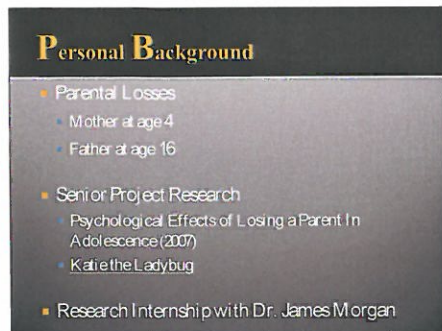 Personal Background
Parental Losses
Mother at age 4
Father at age 16
Senior Project Research
Psychological Effects of Losing a Parent In
Adolescence (2007)
Katie the Ladybug
Research Internship with Dr. James Morgan